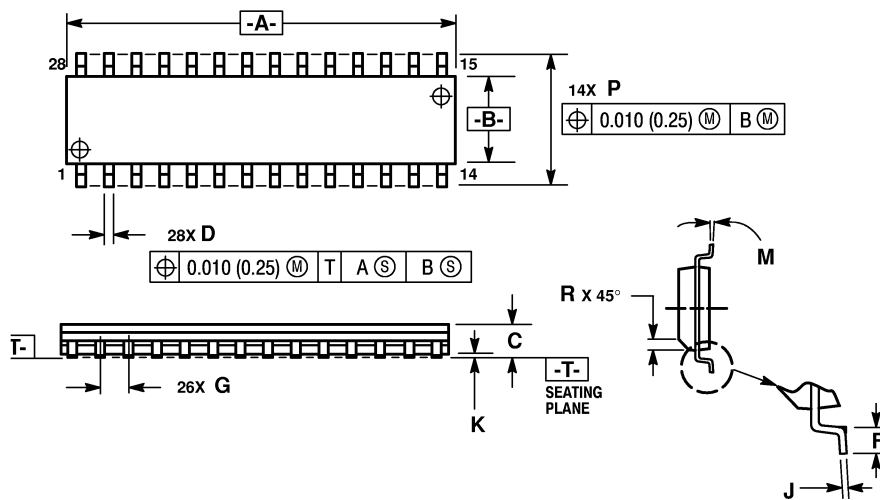 -A-
28
15
-B-
1
14
14X P
⌖ 0.010 (0.25) Ⓜ B Ⓜ
28X D
⌖ 0.010 (0.25) Ⓜ T A Ⓢ B Ⓢ
M
R X 45°
C
T-
26X G
K
-T-
SEATING
PLANE
F
J